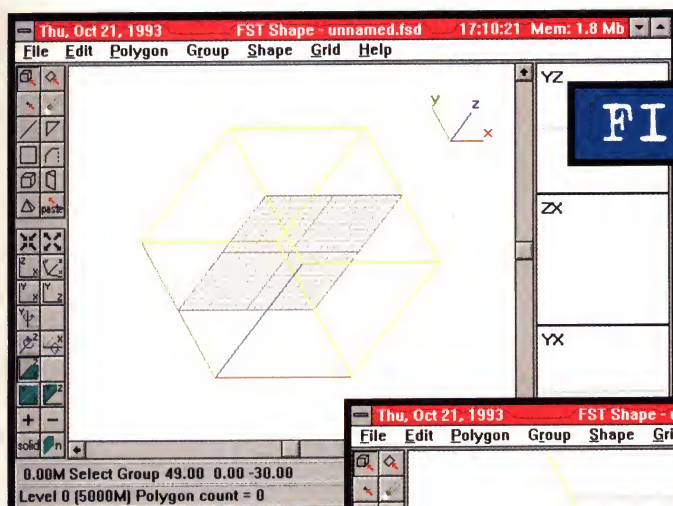 Thu, Oct 21, 1993 FST Shape - unnamed.fsd 17:10:21 Mem: 1.8 Mb
File Edit Polygon Group Shape Grid Help
y z x
YZ
FI
ZX
YX
paste
Z x
Y x Y z
Y
Z x
+ -
solid n
0.00M Select Group 49.00 0.00 -30.00
Level 0 (5000M) Polygon count = 0
Thu, Oct 21, 1993 FST Shape -
File Edit Polygon Group Shape Gri